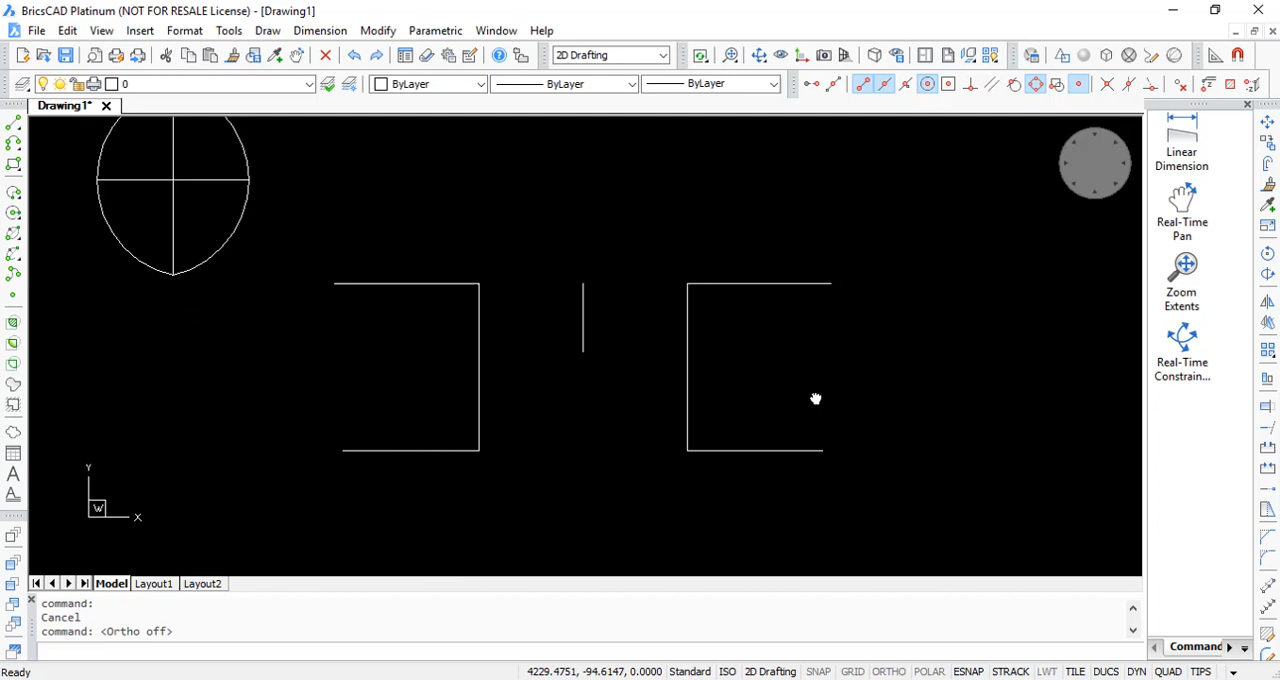 BricsCAD Platinum (NOT FOR RESALE License) - [Drawing1]
File Edit View Insert Format Tools Draw Dimension Modify Parametric Window Help
2D Drafting
0 ByLayer ByLayer ByLayer
Drawing1*
Linear
Dimension
Real-Time
Pan
Zoom
Extents
Real-Time
Constrain...
Y
W
X
Model Layout1 Layout2
command:
Cancel
command: <Ortho off>
Command
Ready 4229.4751, -94.6147, 0.0000 Standard ISO 2D Drafting SNAP GRID ORTHO POLAR ESNAP STRACK LWT TILE DUCS DYN QUAD TIPS